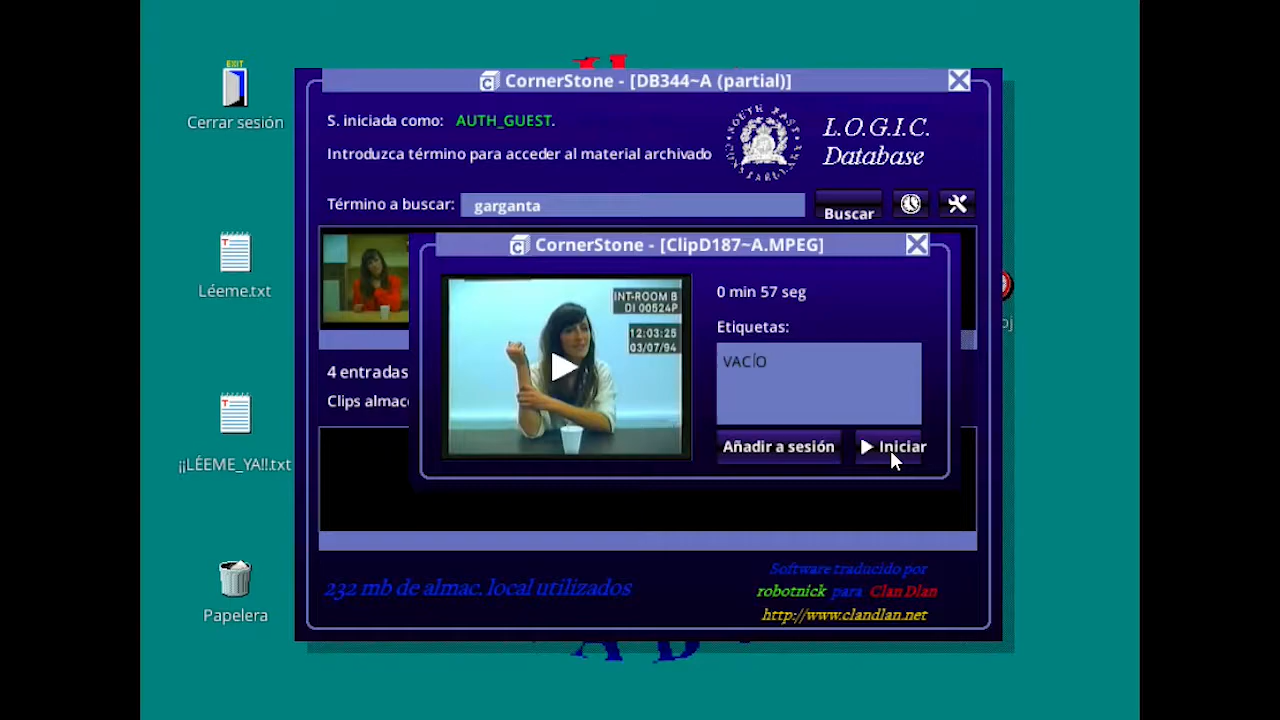 EXIT
Cerrar sesión
Léeme.txt
¡¡LÉEME_YA!!.txt
Papelera
CornerStone - [DB344~A (partial)]
S. iniciada como: AUTH_GUEST.
Introduzca término para acceder al material archivado
L.O.G.I.C.
Database
Término a buscar: garganta
Buscar
CornerStone - [ClipD187~A.MPEG]
INT-ROOM B
DI 00524P
12:03:25
03/07/94
0 min 57 seg
Etiquetas:
VACÍO
Añadir a sesión
Iniciar
4 entradas
Clips almac
232 mb de almac. local utilizados
Software traducido por
robotnick para Clan Dlan
http://www.clandlan.net